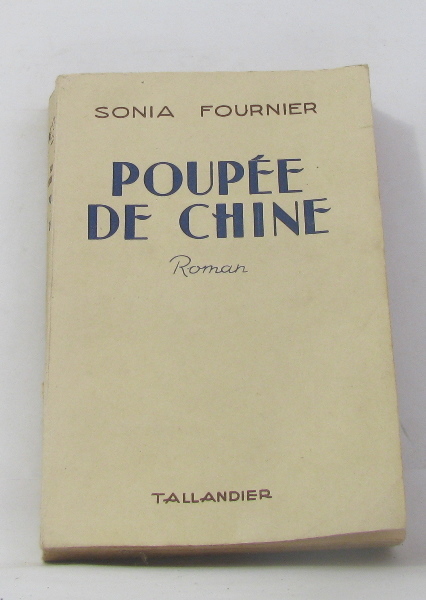 SONIA FOURNIER
POUPÉE
DE CHINE
Roman
TALLANDIER